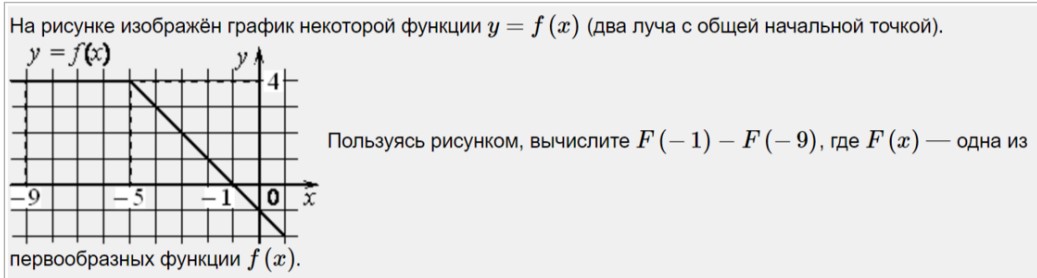 На рисунке изображён график некоторой функции y = f (x) (два луча с общей начальной точкой).
y = f(x)
y
4
Пользуясь рисунком, вычислите F (− 1) − F (− 9), где F (x) — одна из
−9 −5 −1 0 x
первообразных функции f (x).